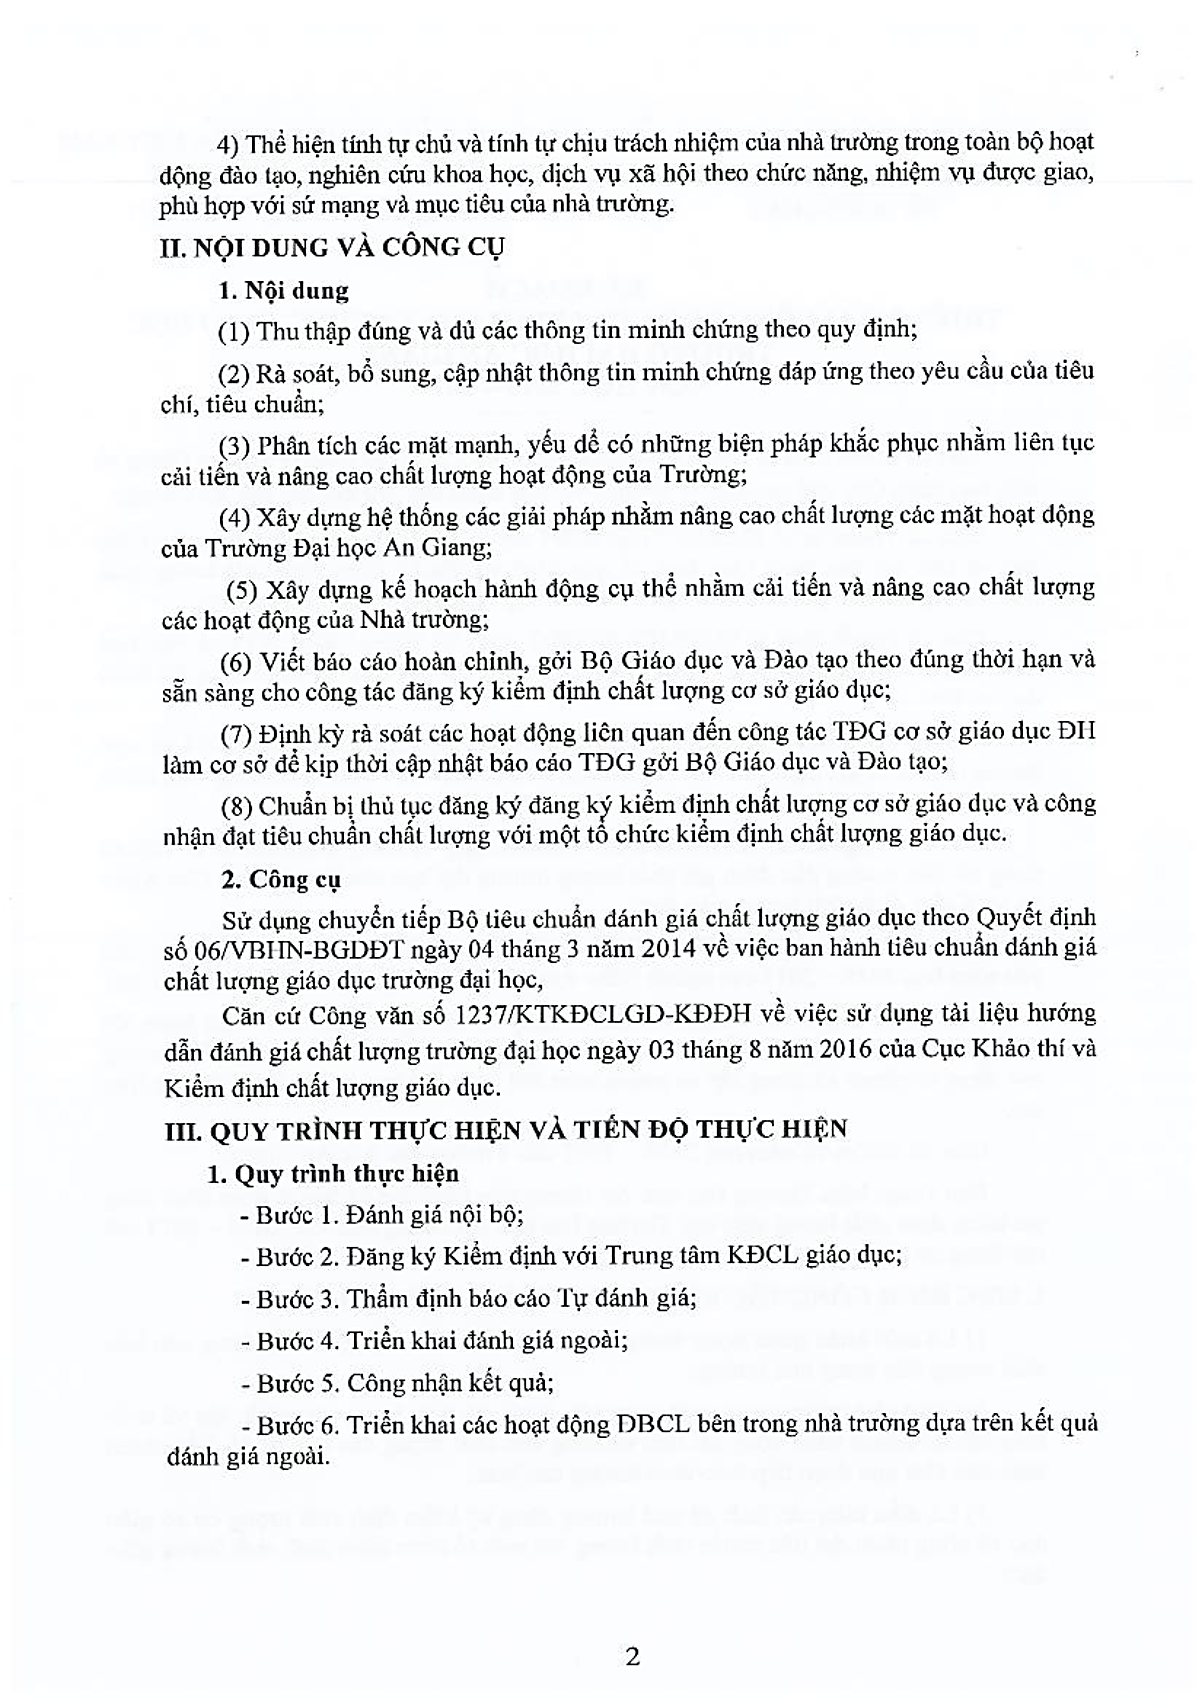 4) Thể hiện tính tự chủ và tính tự chịu trách nhiệm của nhà trường trong toàn bộ hoạt
động đào tạo, nghiên cứu khoa học, dịch vụ xã hội theo chức năng, nhiệm vụ được giao,
phù hợp với sứ mạng và mục tiêu của nhà trường.
II. NỘI DUNG VÀ CÔNG CỤ
1. Nội dung
(1) Thu thập đúng và đủ các thông tin minh chứng theo quy định;
(2) Rà soát, bổ sung, cập nhật thông tin minh chứng đáp ứng theo yêu cầu của tiêu
chí, tiêu chuẩn;
(3) Phân tích các mặt mạnh, yếu để có những biện pháp khắc phục nhằm liên tục
cải tiến và nâng cao chất lượng hoạt động của Trường;
(4) Xây dựng hệ thống các giải pháp nhằm nâng cao chất lượng các mặt hoạt động
của Trường Đại học An Giang;
(5) Xây dựng kế hoạch hành động cụ thể nhằm cải tiến và nâng cao chất lượng
các hoạt động của Nhà trường;
(6) Viết báo cáo hoàn chỉnh, gởi Bộ Giáo dục và Đào tạo theo đúng thời hạn và
sẵn sàng cho công tác đăng ký kiểm định chất lượng cơ sở giáo dục;
(7) Định kỳ rà soát các hoạt động liên quan đến công tác TĐG cơ sở giáo dục ĐH
làm cơ sở để kịp thời cập nhật báo cáo TĐG gởi Bộ Giáo dục và Đào tạo;
(8) Chuẩn bị thủ tục đăng ký đăng ký kiểm định chất lượng cơ sở giáo dục và công
nhận đạt tiêu chuẩn chất lượng với một tổ chức kiểm định chất lượng giáo dục.
2. Công cụ
Sử dụng chuyển tiếp Bộ tiêu chuẩn đánh giá chất lượng giáo dục theo Quyết định
số 06/VBHN-BGDĐT ngày 04 tháng 3 năm 2014 về việc ban hành tiêu chuẩn đánh giá
chất lượng giáo dục trường đại học,
Căn cứ Công văn số 1237/KTKĐCLGD-KĐĐH về việc sử dụng tài liệu hướng
dẫn đánh giá chất lượng trường đại học ngày 03 tháng 8 năm 2016 của Cục Khảo thí và
Kiểm định chất lượng giáo dục.
III. QUY TRÌNH THỰC HIỆN VÀ TIẾN ĐỘ THỰC HIỆN
1. Quy trình thực hiện
- Bước 1. Đánh giá nội bộ;
- Bước 2. Đăng ký Kiểm định với Trung tâm KĐCL giáo dục;
- Bước 3. Thẩm định báo cáo Tự đánh giá;
- Bước 4. Triển khai đánh giá ngoài;
- Bước 5. Công nhận kết quả;
- Bước 6. Triển khai các hoạt động ĐBCL bên trong nhà trường dựa trên kết quả
đánh giá ngoài.
2